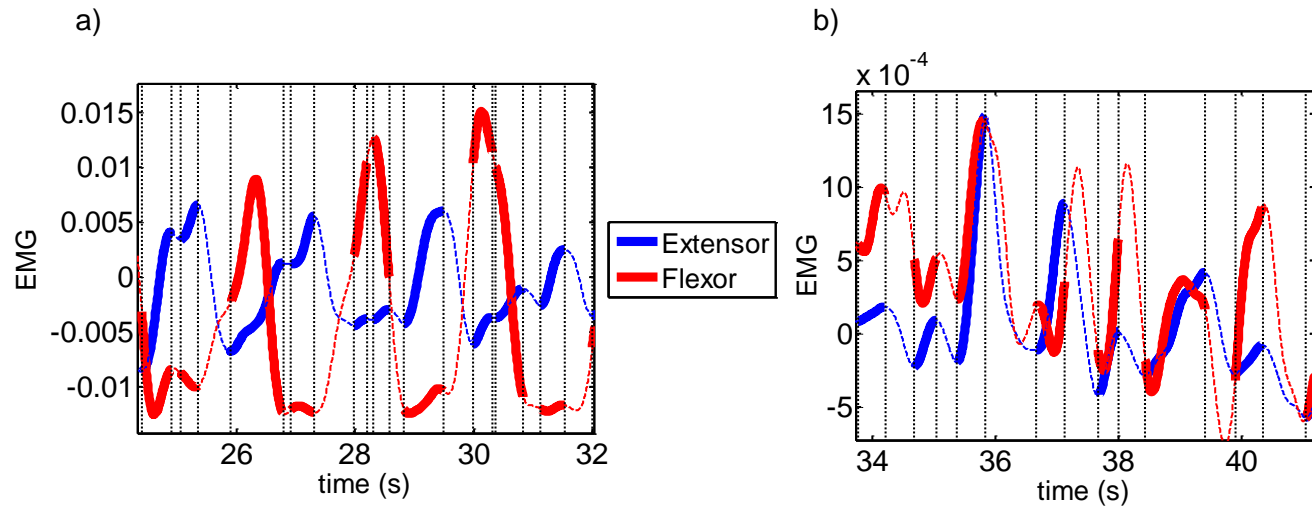 a)
EMG
0.015
0.01
0.005
0
-0.005
-0.01
26 28 30 32
time (s)
Extensor
Flexor
b)
x 10-4
EMG
15
10
5
0
-5
34 36 38 40
time (s)